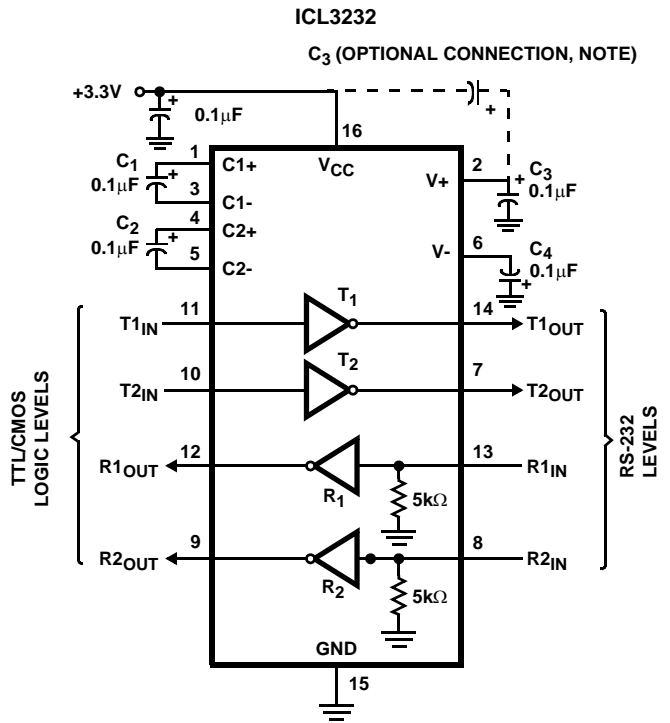 ICL3232
C3 (OPTIONAL CONNECTION, NOTE)
+3.3V
+
0.1µF
+
16
1
C1
0.1µF
+
3
C1+
C1-
VCC
V+
2
+
C3
0.1µF
4
C2
0.1µF
+
5
C2+
C2-
V-
6
C4
0.1µF
+
T1
11
14
T1IN
T1OUT
T2
10
7
T2IN
T2OUT
12
13
R1OUT
R1IN
R1
5kΩ
9
8
R2OUT
R2IN
R2
5kΩ
GND
15
TTL/CMOS
LOGIC LEVELS
RS-232
LEVELS